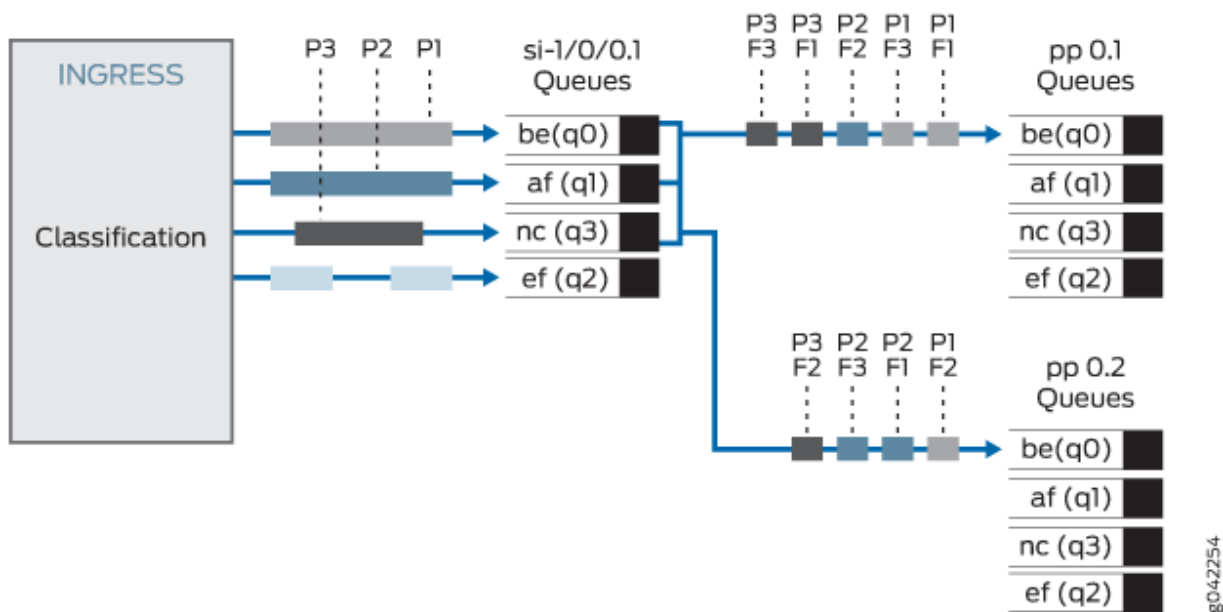 INGRESS
Classification
P3 P2 P1
si-1/0/0.1
Queues
be(q0)
af (q1)
nc (q3)
ef (q2)
P3 P3 P2 P1 P1
F3 F1 F2 F3 F1
pp 0.1
Queues
be(q0)
af (q1)
nc (q3)
ef (q2)
P3 P2 P2 P1
F2 F3 F1 F2
pp 0.2
Queues
be(q0)
af (q1)
nc (q3)
ef (q2)
g042254